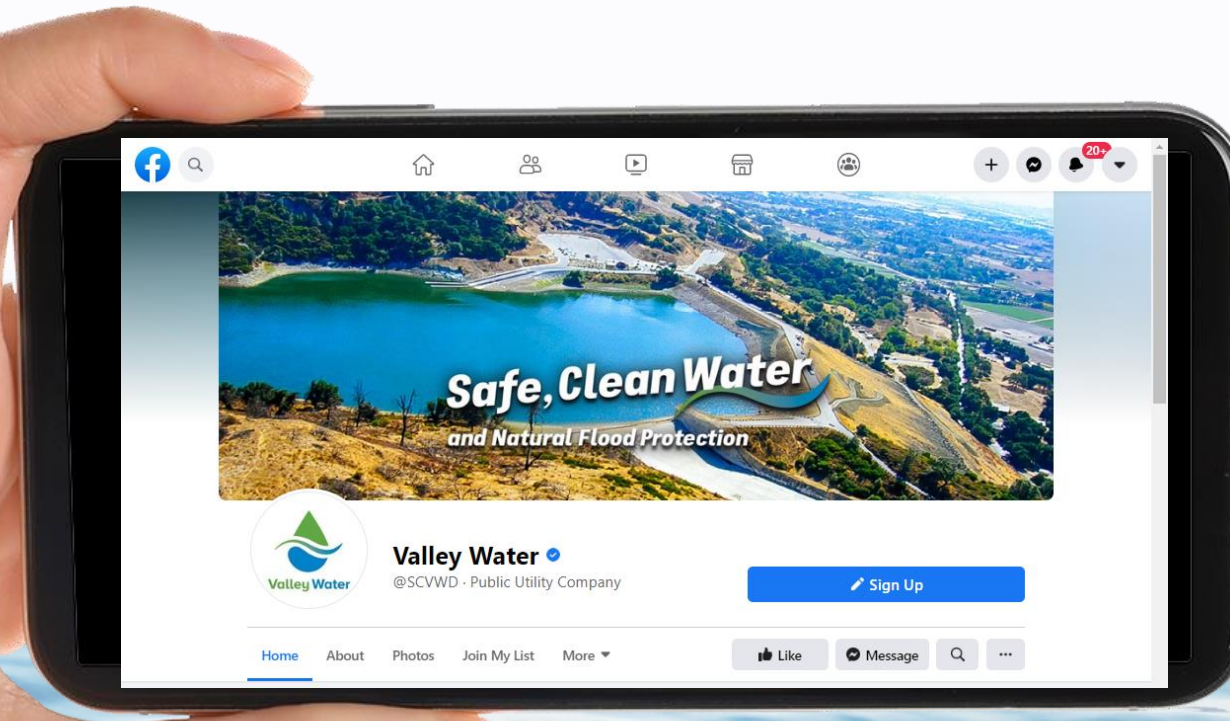 20+
Safe, Clean Water
and Natural Flood Protection
Valley Water
Valley Water
@SCVWD · Public Utility Company
Sign Up
Home About Photos Join My List More
Like Message